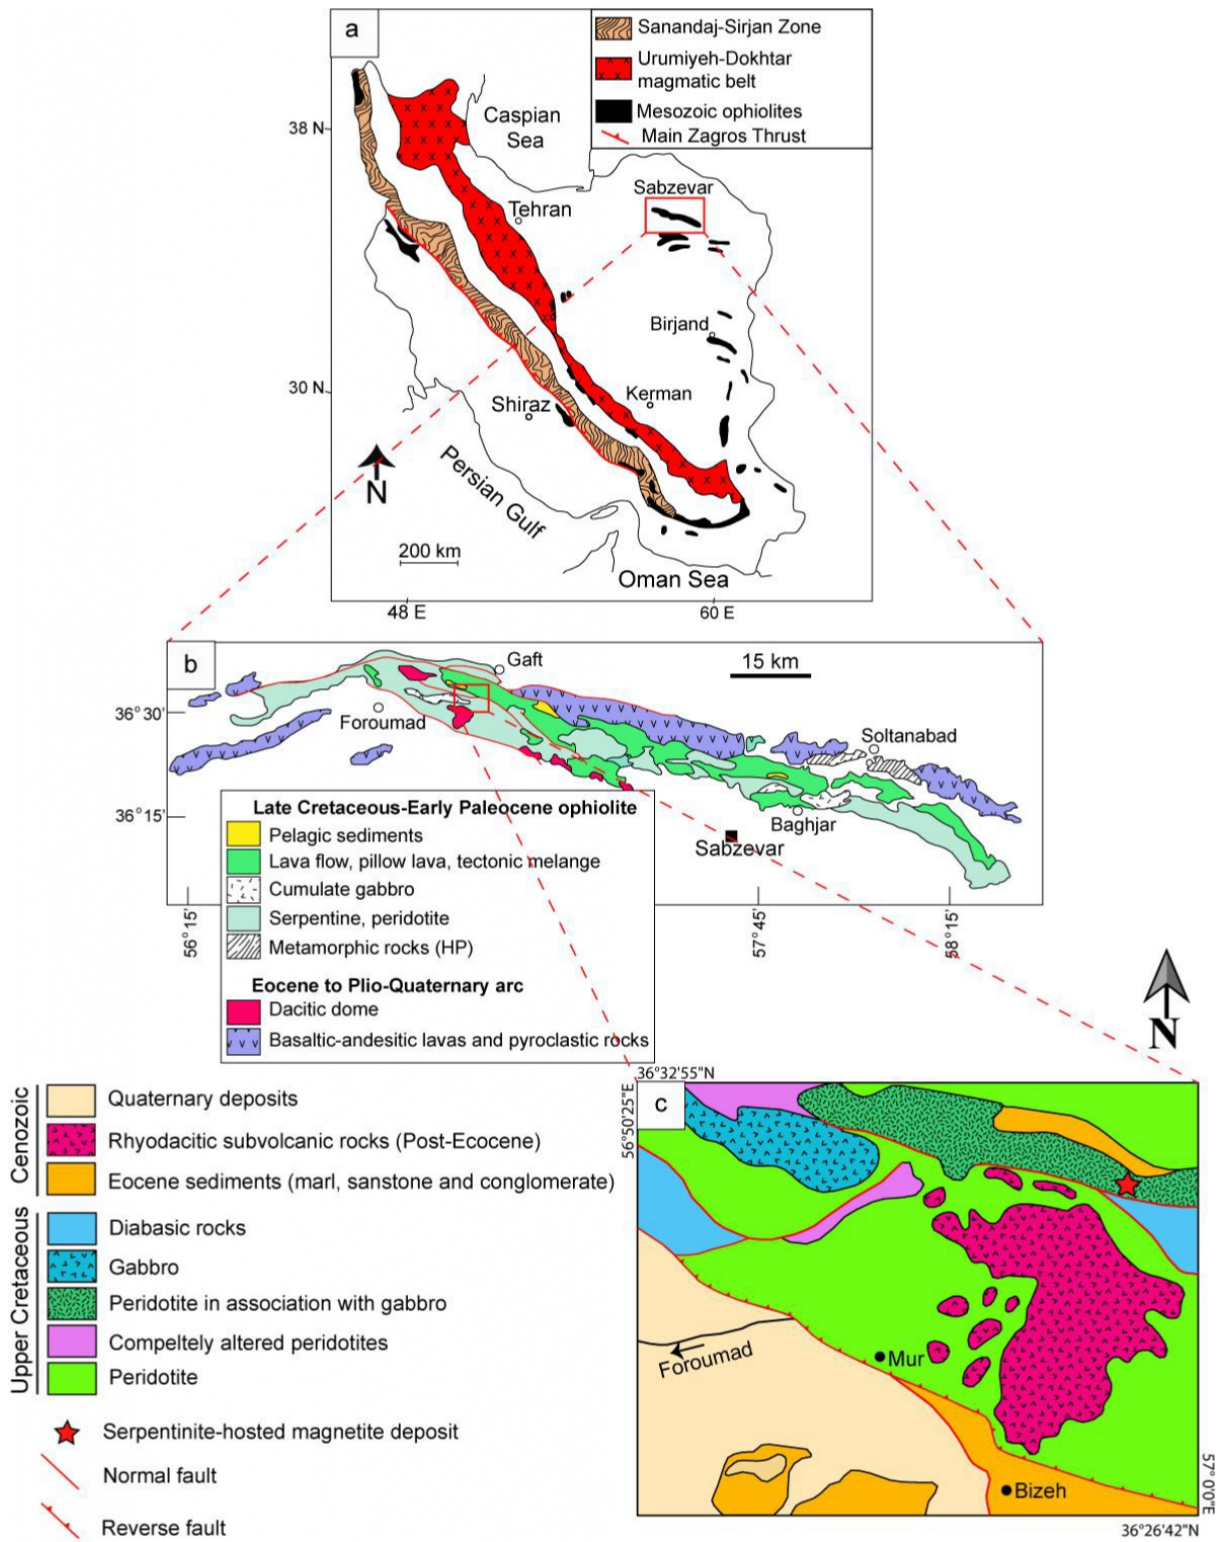 a
Sanandaj-Sirjan Zone
Urumiyeh-Dokhtar
magmatic belt
Mesozoic ophiolites
Main Zagros Thrust
Caspian
Sea
38 N
Sabzevar
Tehran
Birjand
30 N
Kerman
Shiraz
N
Persian Gulf
200 km
Oman Sea
48 E
60 E
b
Gaft
15 km
36°30'
Foroumad
Soltanabad
36°15'
Baghjar
Sabzevar
Late Cretaceous-Early Paleocene ophiolite
Pelagic sediments
Lava flow, pillow lava, tectonic melange
Cumulate gabbro
Serpentine, peridotite
Metamorphic rocks (HP)
56°15'
57°45'
58°15'
Eocene to Plio-Quaternary arc
Dacitic dome
Basaltic-andesitic lavas and pyroclastic rocks
N
36°32'55"N
56°50'25"E
c
Cenozoic
Quaternary deposits
Rhyodacitic subvolcanic rocks (Post-Ecocene)
Eocene sediments (marl, sanstone and conglomerate)
Upper Cretaceous
Diabasic rocks
Gabbro
Peridotite in association with gabbro
Compeltely altered peridotites
Peridotite
Serpentinite-hosted magnetite deposit
Normal fault
Reverse fault
Foroumad
Mur
Bizeh
57°0'0"E
36°26'42"N